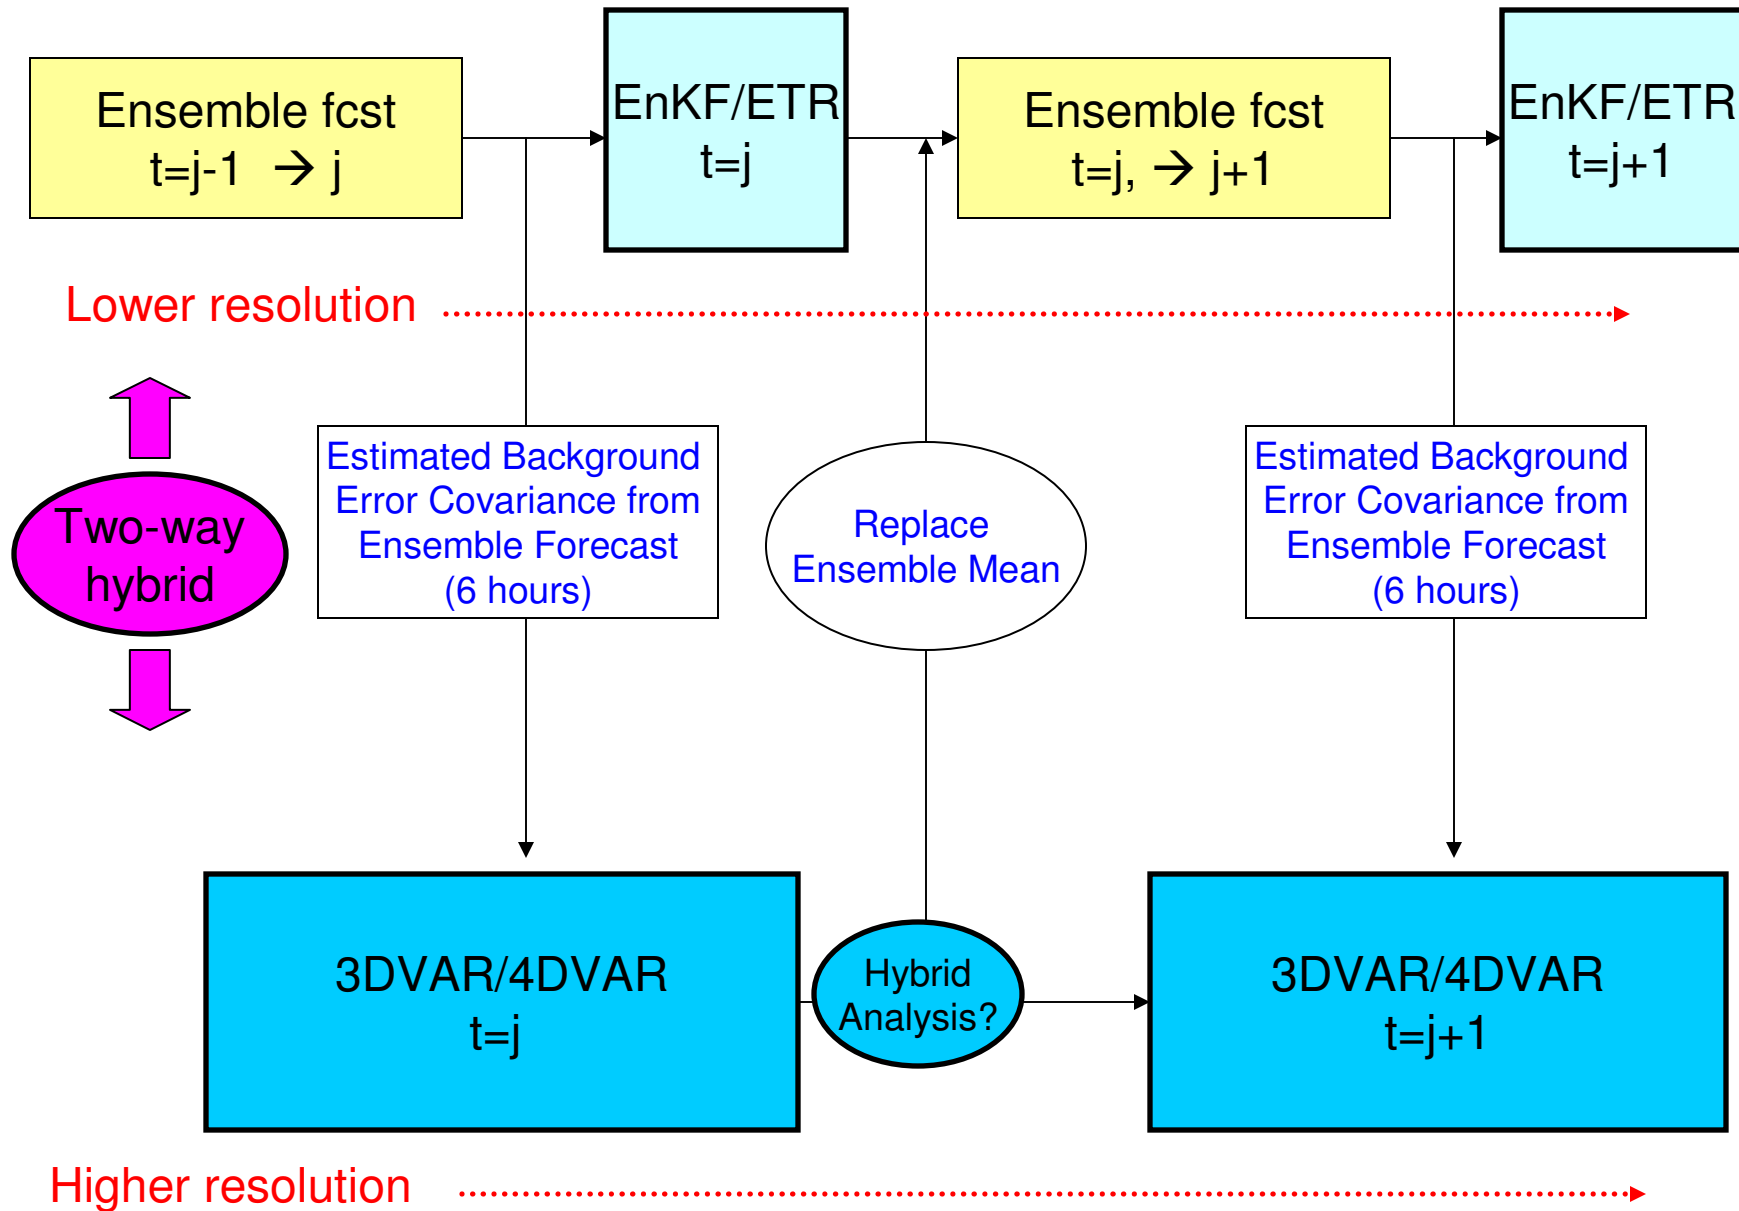 Ensemble fcst
t=j-1 → j
EnKF/ETR
t=j
Ensemble fcst
t=j, → j+1
EnKF/ETR
t=j+1
Lower resolution
Two-way
hybrid
Estimated Background
Error Covariance from
Ensemble Forecast
(6 hours)
Replace
Ensemble Mean
Estimated Background
Error Covariance from
Ensemble Forecast
(6 hours)
3DVAR/4DVAR
t=j
Hybrid
Analysis?
3DVAR/4DVAR
t=j+1
Higher resolution